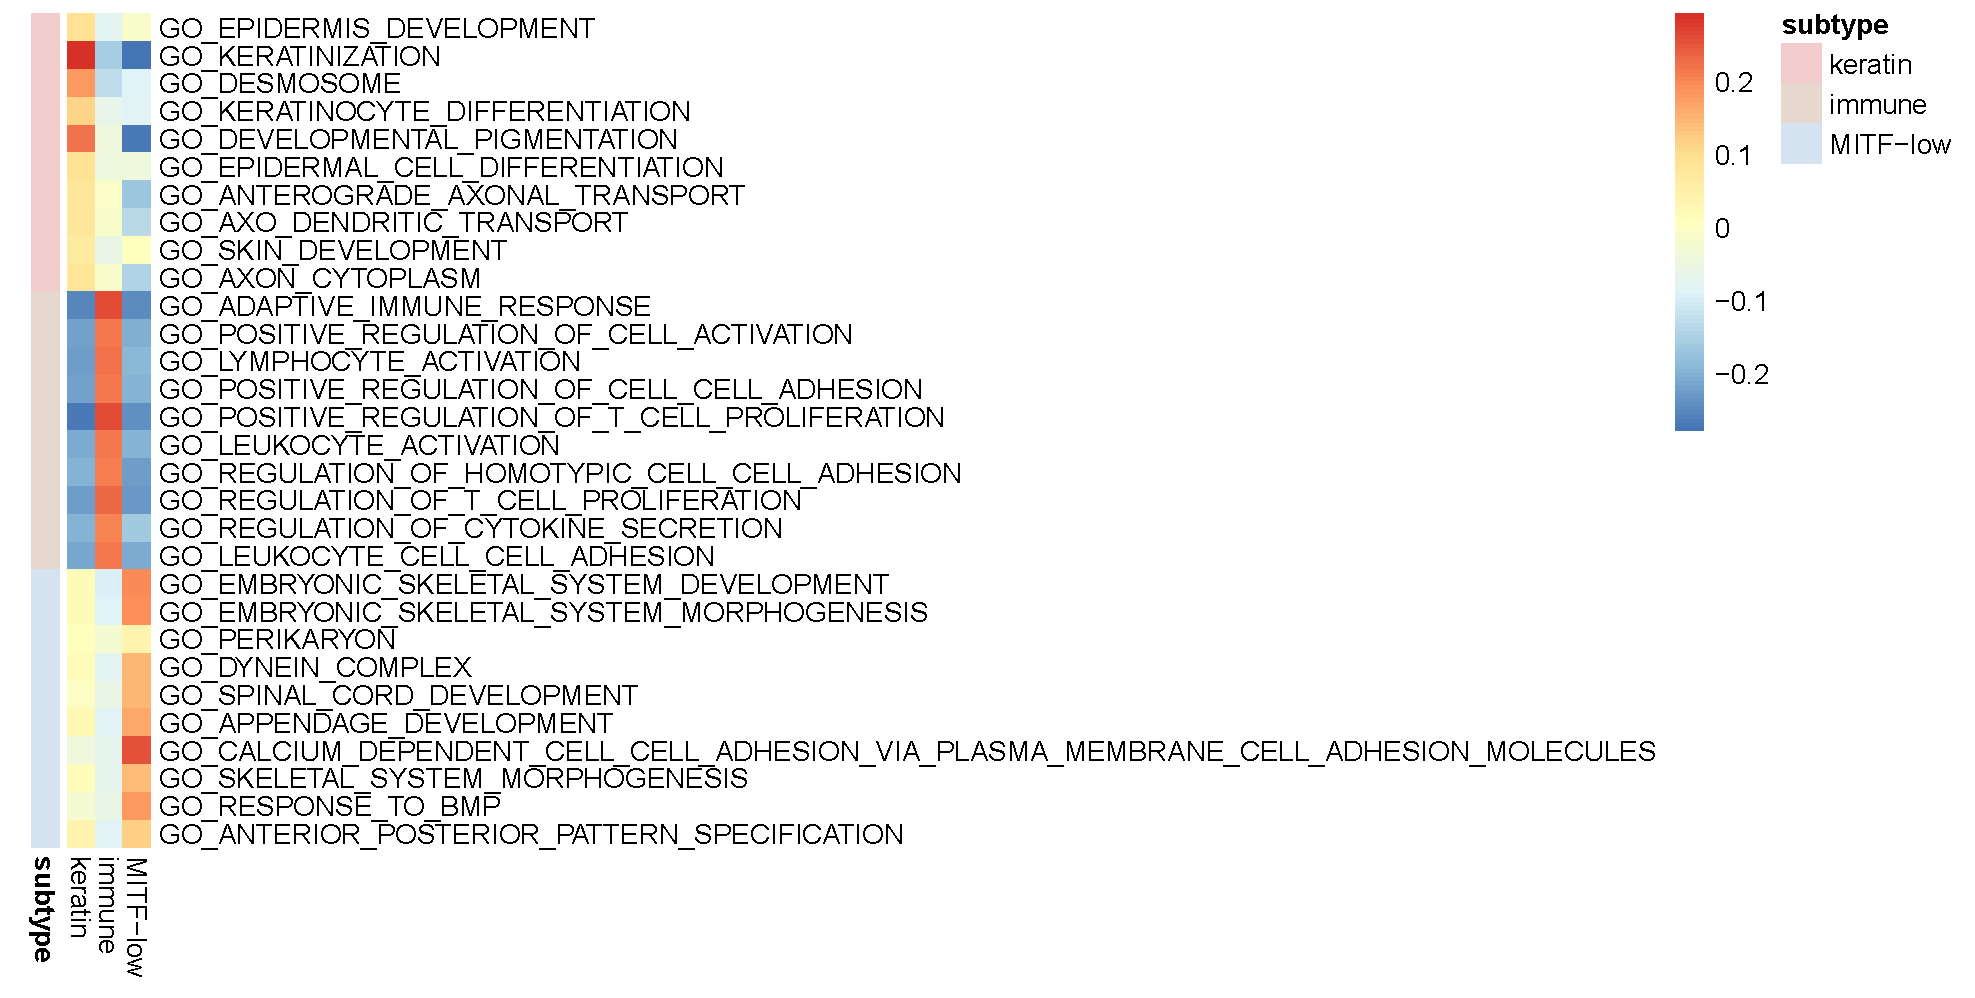 GO_EPIDERMIS_DEVELOPMENT
GO_KERATINIZATION
GO_DESMOSOME
GO_KERATINOCYTE_DIFFERENTIATION
GO_DEVELOPMENTAL_PIGMENTATION
GO_EPIDERMAL_CELL_DIFFERENTIATION
GO_ANTEROGRADE_AXONAL_TRANSPORT
GO_AXO_DENDRITIC_TRANSPORT
GO_SKIN_DEVELOPMENT
GO_AXON_CYTOPLASM
GO_ADAPTIVE_IMMUNE_RESPONSE
GO_POSITIVE_REGULATION_OF_CELL_ACTIVATION
GO_LYMPHOCYTE_ACTIVATION
GO_POSITIVE_REGULATION_OF_CELL_CELL_ADHESION
GO_POSITIVE_REGULATION_OF_T_CELL_PROLIFERATION
GO_LEUKOCYTE_ACTIVATION
GO_REGULATION_OF_HOMOTYPIC_CELL_CELL_ADHESION
GO_REGULATION_OF_T_CELL_PROLIFERATION
GO_REGULATION_OF_CYTOKINE_SECRETION
GO_LEUKOCYTE_CELL_CELL_ADHESION
GO_EMBRYONIC_SKELETAL_SYSTEM_DEVELOPMENT
GO_EMBRYONIC_SKELETAL_SYSTEM_MORPHOGENESIS
GO_PERIKARYON
GO_DYNEIN_COMPLEX
GO_SPINAL_CORD_DEVELOPMENT
GO_APPENDAGE_DEVELOPMENT
GO_CALCIUM_DEPENDENT_CELL_CELL_ADHESION_VIA_PLASMA_MEMBRANE_CELL_ADHESION_MOLECULES
GO_SKELETAL_SYSTEM_MORPHOGENESIS
GO_RESPONSE_TO_BMP
GO_ANTERIOR_POSTERIOR_PATTERN_SPECIFICATION
subtype
keratin
immune
MITF−low
0.2
0.1
0
−0.1
−0.2
subtype
keratin
immune
MITF−low